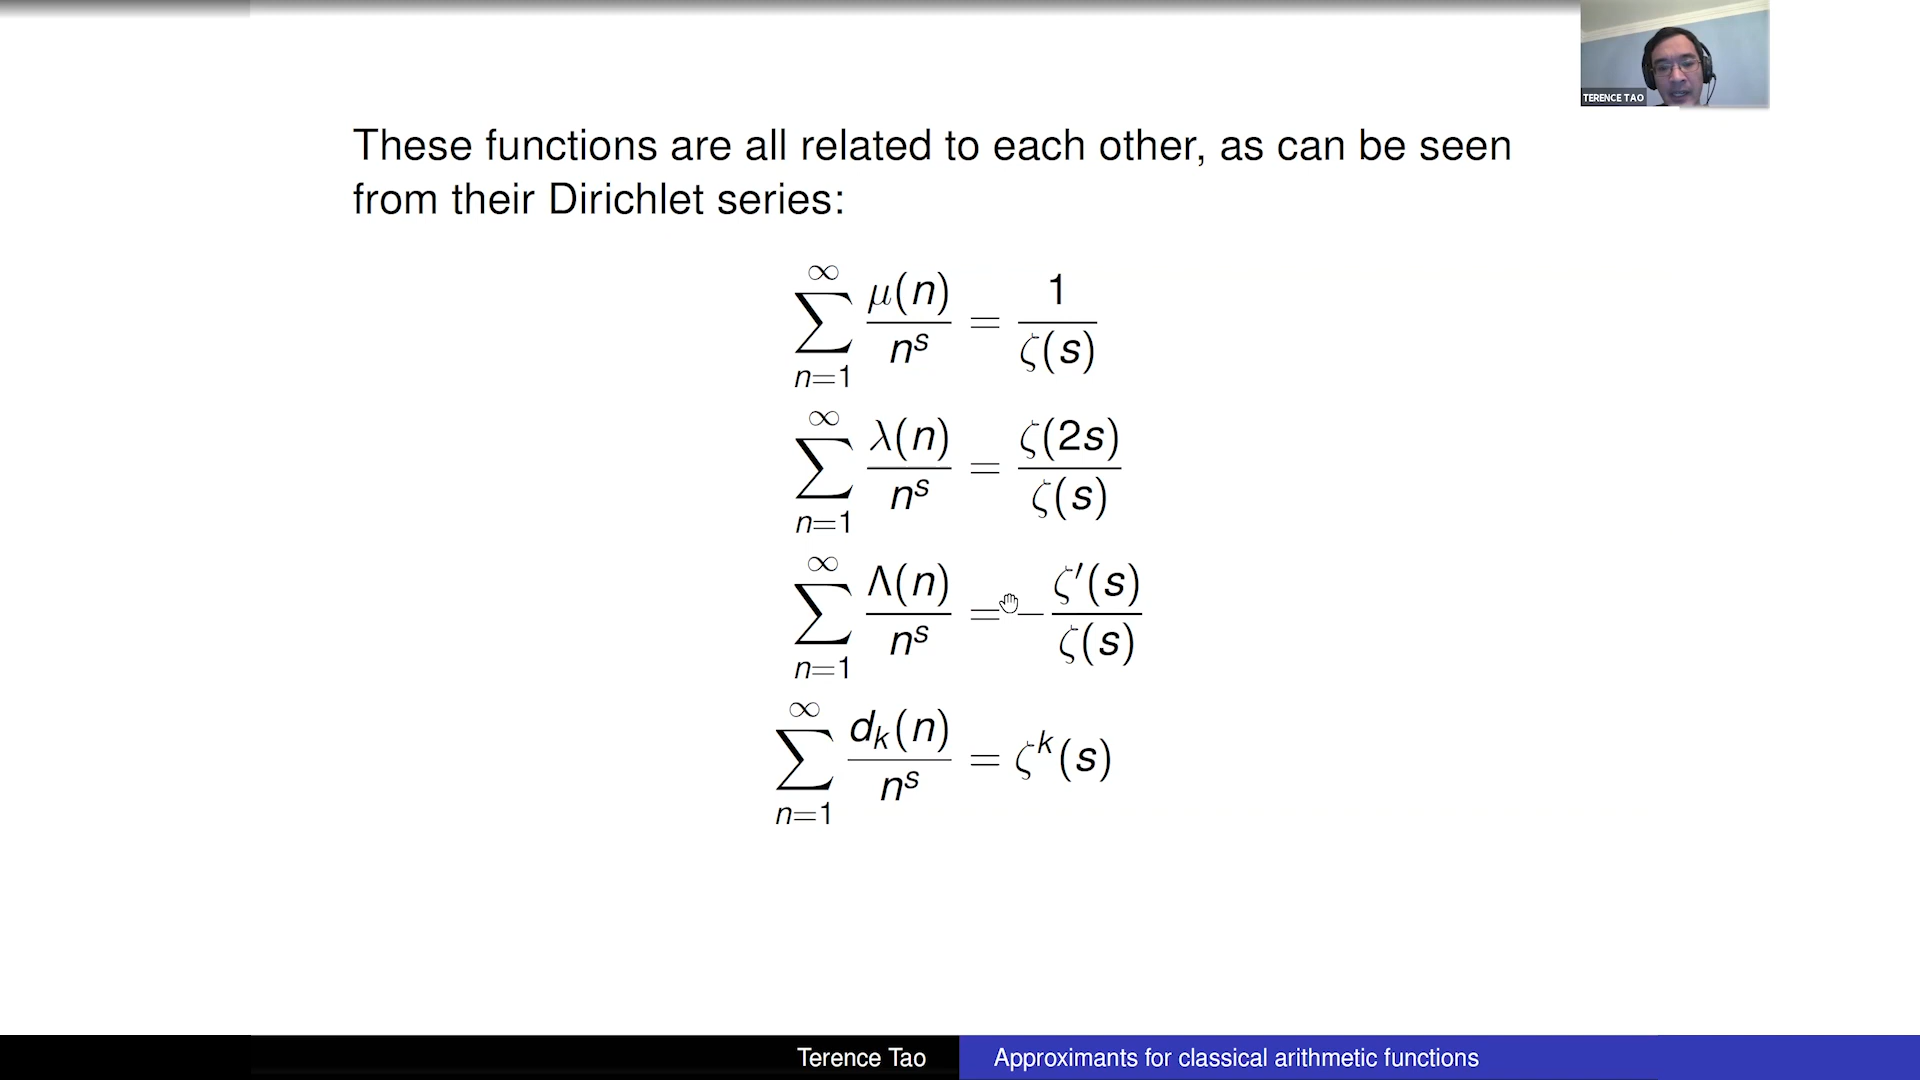 TERENCE TAO
These functions are all related to each other, as can be seen
from their Dirichlet series:
∑_{n=1}^{∞} μ(n)/n^s = 1/ζ(s)
∑_{n=1}^{∞} λ(n)/n^s = ζ(2s)/ζ(s)
∑_{n=1}^{∞} Λ(n)/n^s = −ζ′(s)/ζ(s)
∑_{n=1}^{∞} d_k(n)/n^s = ζ^k(s)
Terence Tao
Approximants for classical arithmetic functions